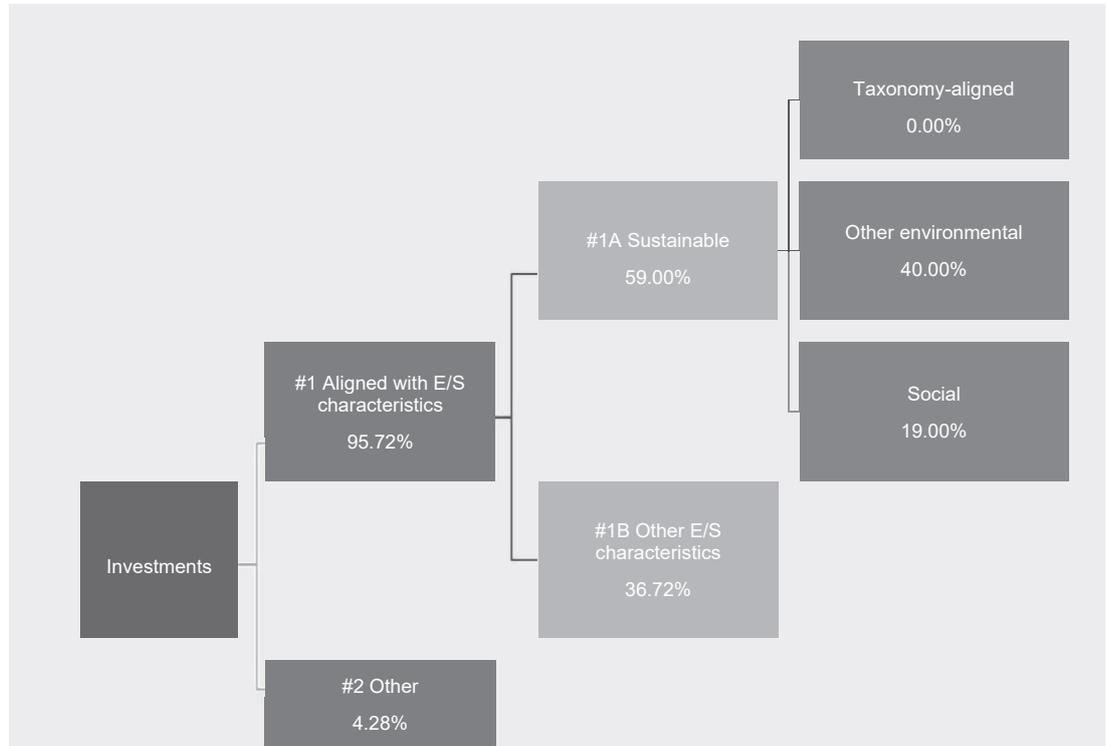 Taxonomy-aligned
0.00%
#1A Sustainable
59.00%
Other environmental
40.00%
#1 Aligned with E/S
characteristics
95.72%
Social
19.00%
Investments
#1B Other E/S
characteristics
36.72%
#2 Other
4.28%